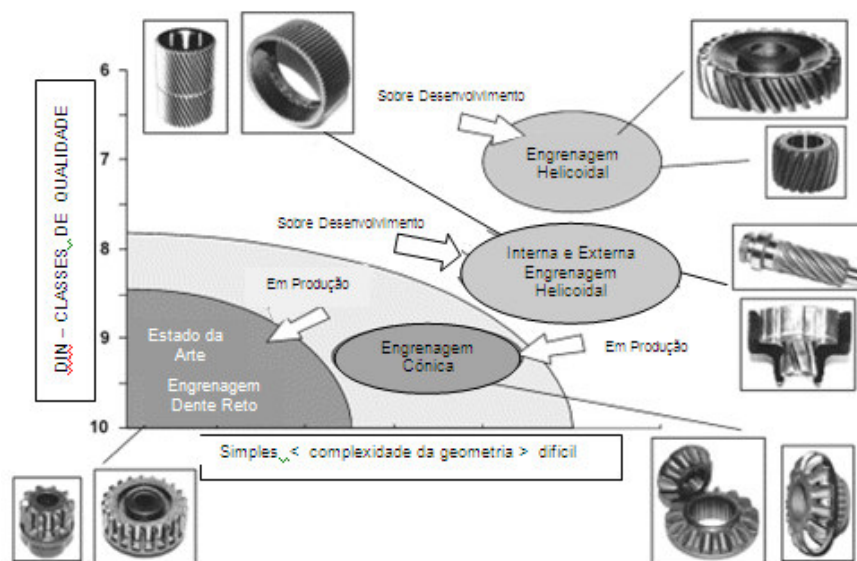 DIN – CLASSES DE QUALIDADE
6
7
8
9
10
Sobre Desenvolvimento
Engrenagem
Helicoidal
Sobre Desenvolvimento
Interna e Externa
Engrenagem
Helicoidal
Em Produção
Estado da
Arte
Engrenagem
Dente Reto
Engrenagem
Cónica
Em Produção
Simples < complexidade da geometria > difícil